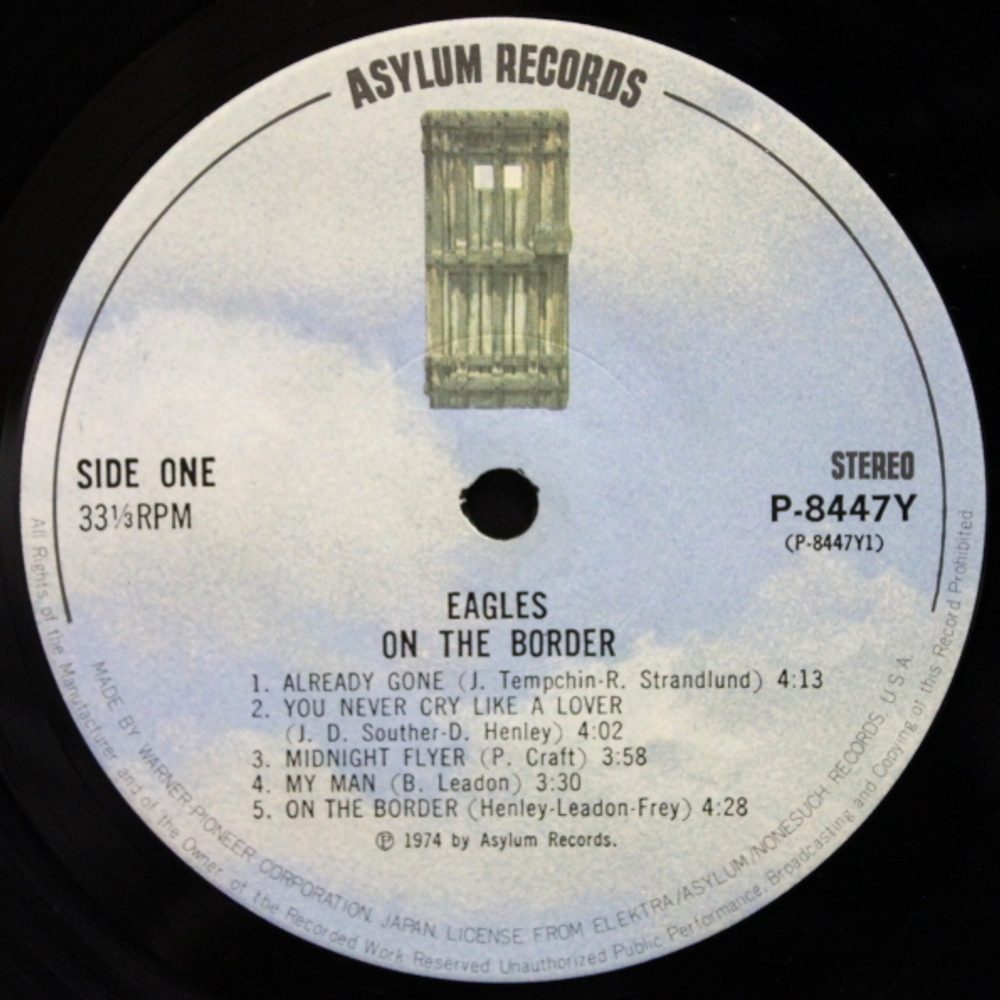 ASYLUM RECORDS
SIDE ONE
33⅓RPM
STEREO
P-8447Y
(P-8447Y1)
EAGLES
ON THE BORDER
1. ALREADY GONE (J. Tempchin-R. Strandlund) 4:13
2. YOU NEVER CRY LIKE A LOVER
(J. D. Souther-D. Henley) 4:02
3. MIDNIGHT FLYER (P. Craft) 3:58
4. MY MAN (B. Leadon) 3:30
5. ON THE BORDER (Henley-Leadon-Frey) 4:28
Ⓟ 1974 by Asylum Records.
MADE BY WARNER-PIONEER CORPORATION, JAPAN. LICENSE FROM ELEKTRA/ASYLUM/NONESUCH RECORDS. U.S.A.
All Rights of the Manufacturer and of the Owner of the Recorded Work Reserved. Unauthorized Public Performance, Broadcasting and Copying of this Record Prohibited.